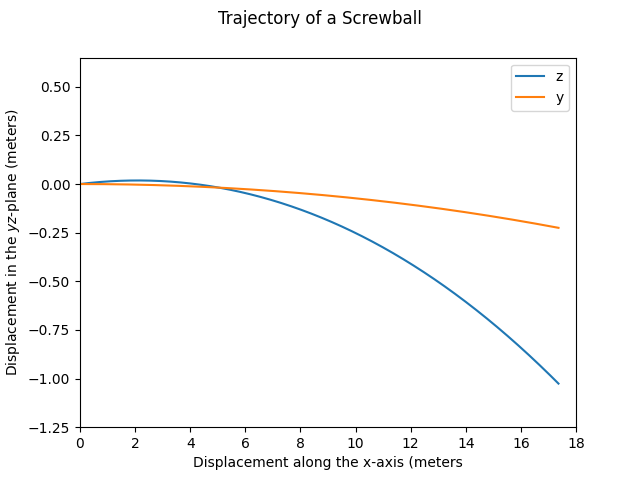 Trajectory of a Screwball
Displacement in the yz-plane (meters)
0.50
0.25
0.00
−0.25
−0.50
−0.75
−1.00
−1.25
z
y
0 2 4 6 8 10 12 14 16 18
Displacement along the x-axis (meters